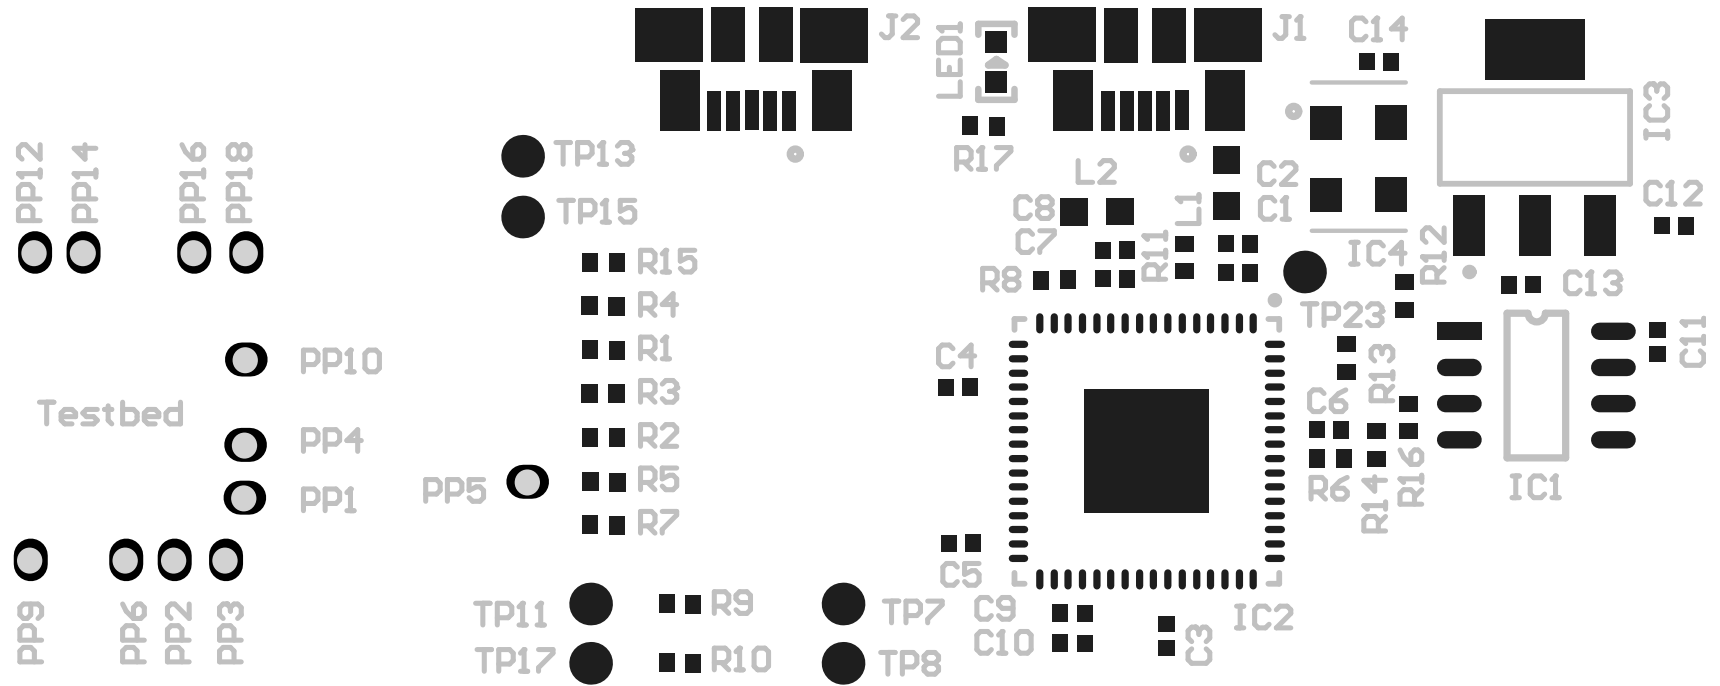 J2
LED1
J1
C14
IC3
PP12
PP14
PP16
PP18
TP13
R17
L2
C2
C12
TP15
C8
L1
C1
C7
R11
IC4
R12
R15
R8
C13
R4
TP23
R1
C4
R13
C11
PP10
R3
C6
Testbed
PP4
R2
PP1
PP5
R5
R6
R14
R16
IC1
R7
C5
PP9
PP6
PP2
PP3
TP11
R9
TP7
C9
IC2
TP17
R10
TP8
C10
C3